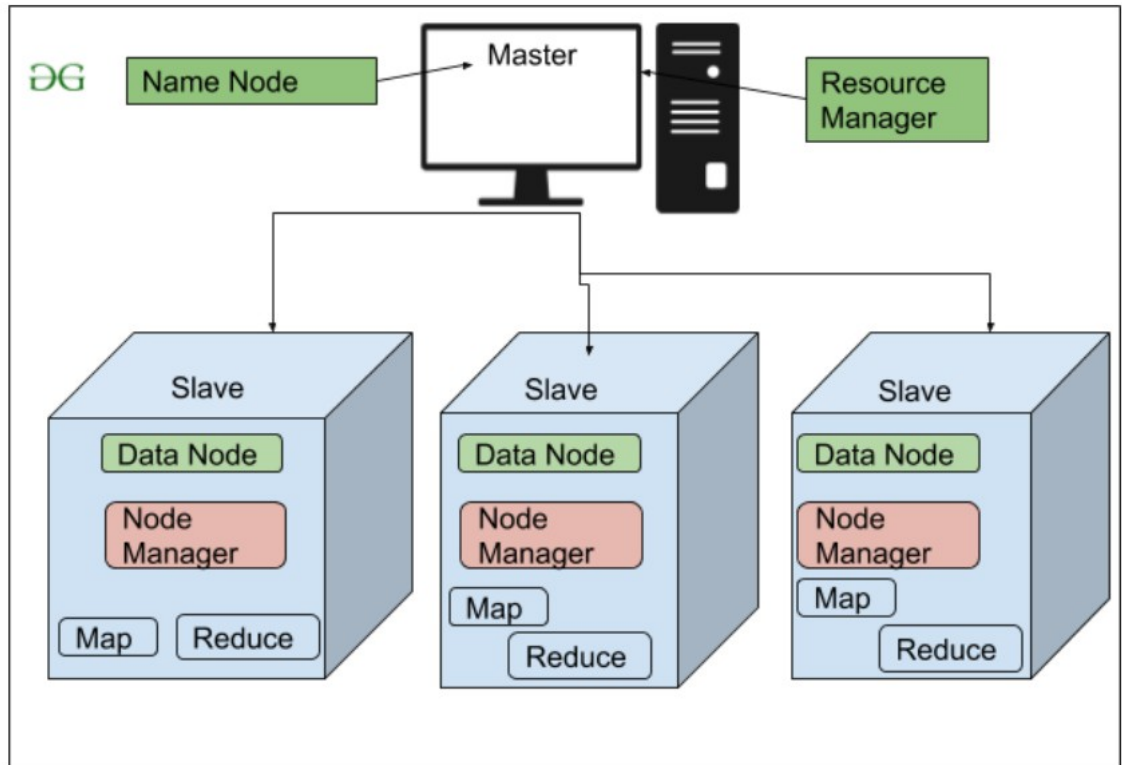 Master
Name Node
Resource
Manager
Slave
Data Node
Node
Manager
Map
Reduce
Slave
Data Node
Node
Manager
Map
Reduce
Slave
Data Node
Node
Manager
Map
Reduce